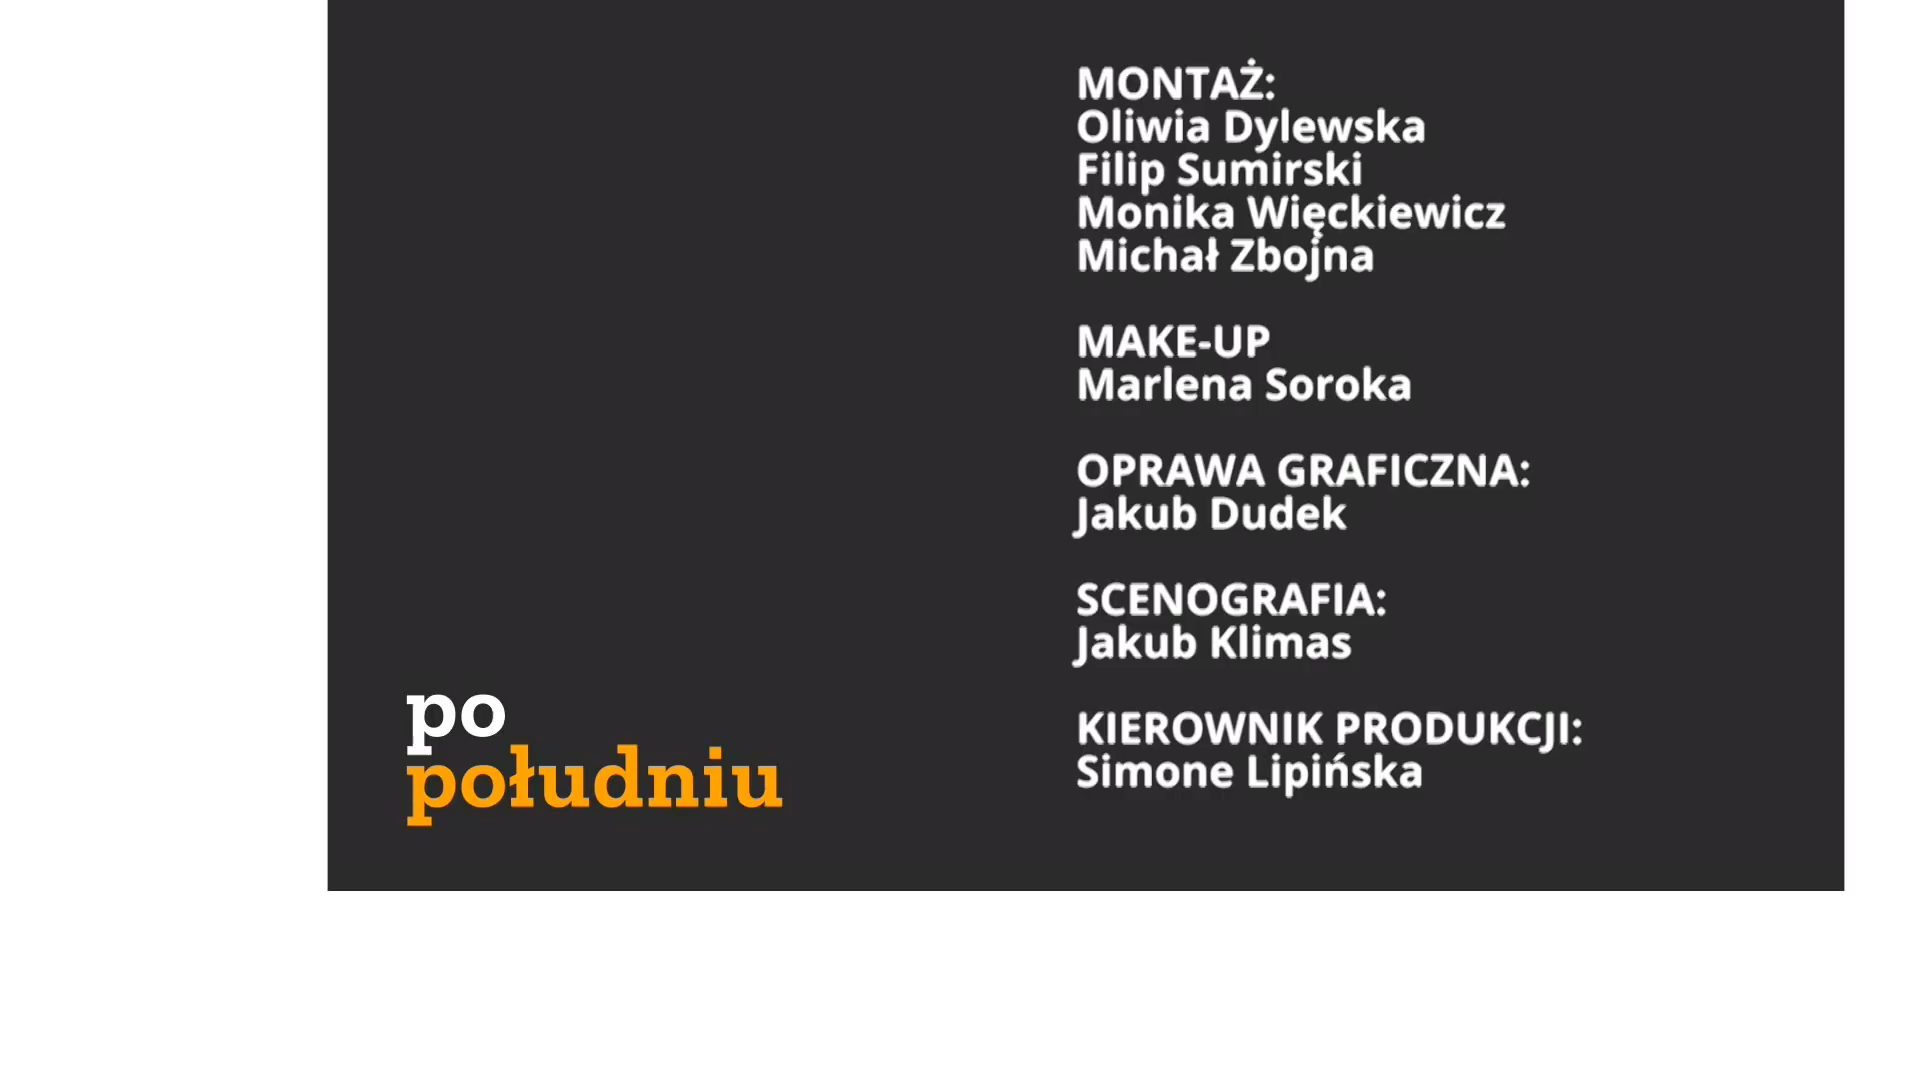 MONTAŻ:
Oliwia Dylewska
Filip Sumirski
Monika Więckiewicz
Michał Zbojna
MAKE-UP
Marlena Soroka
OPRAWA GRAFICZNA:
Jakub Dudek
SCENOGRAFIA:
Jakub Klimas
KIEROWNIK PRODUKCJI:
Simone Lipińska
po
południu